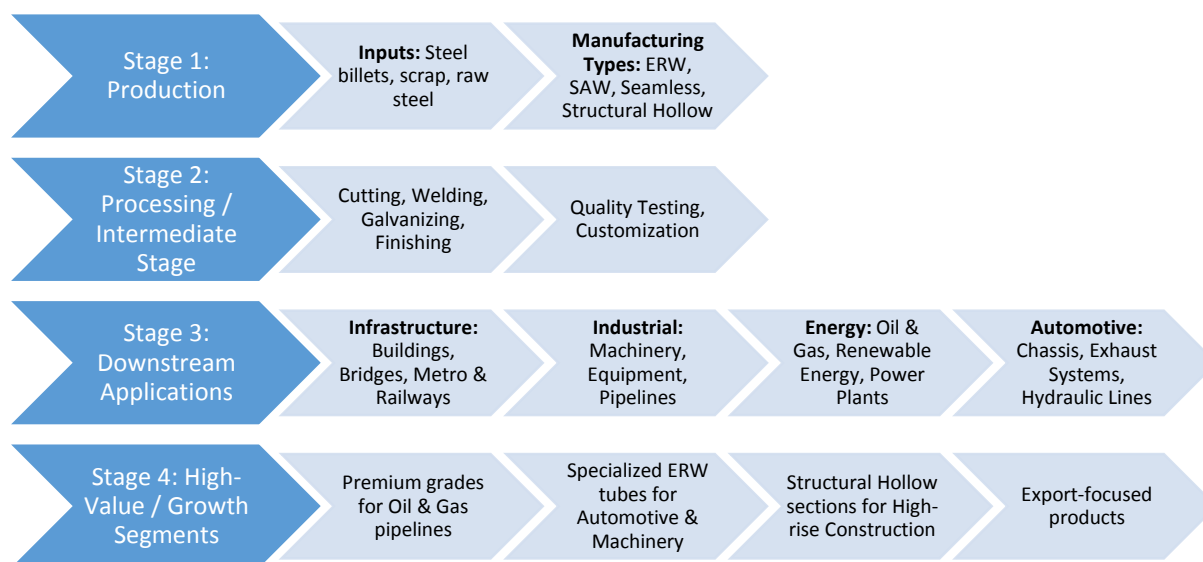 Stage 1:
Production
Inputs: Steel
billets, scrap, raw
steel
Manufacturing
Types: ERW,
SAW, Seamless,
Structural Hollow
Stage 2:
Processing /
Intermediate
Stage
Cutting, Welding,
Galvanizing,
Finishing
Quality Testing,
Customization
Stage 3:
Downstream
Applications
Infrastructure:
Buildings,
Bridges, Metro &
Railways
Industrial:
Machinery,
Equipment,
Pipelines
Energy: Oil &
Gas, Renewable
Energy, Power
Plants
Automotive:
Chassis, Exhaust
Systems,
Hydraulic Lines
Stage 4: High-
Value / Growth
Segments
Premium grades
for Oil & Gas
pipelines
Specialized ERW
tubes for
Automotive &
Machinery
Structural Hollow
sections for High-
rise Construction
Export-focused
products